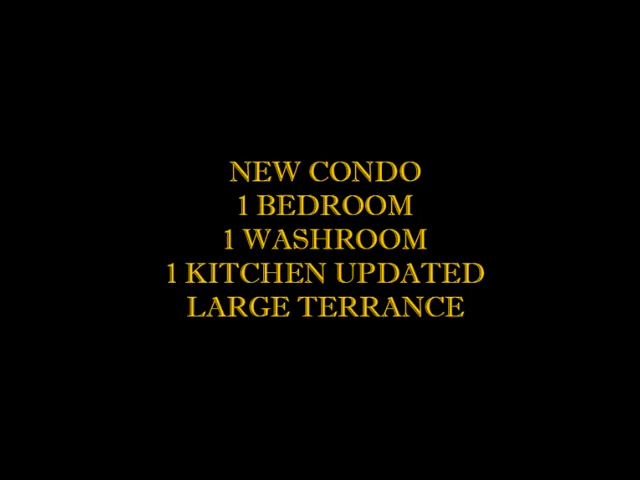 NEW CONDO
1 BEDROOM
1 WASHROOM
1 KITCHEN UPDATED
LARGE TERRANCE